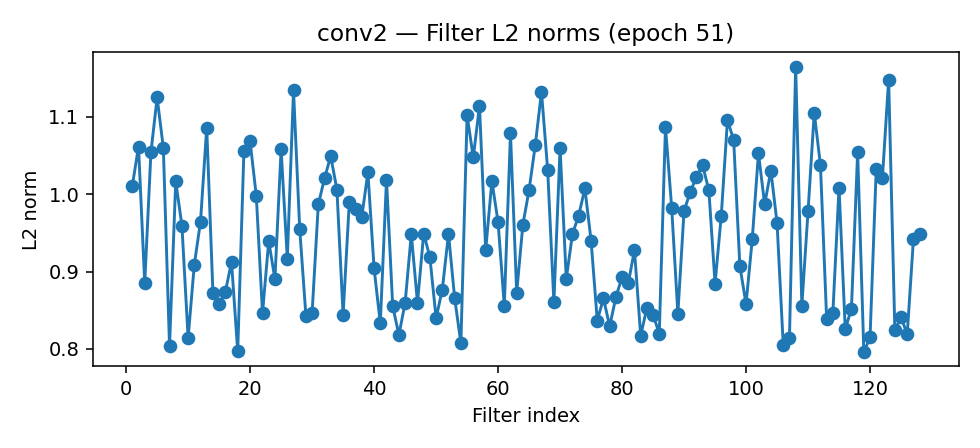 conv2 — Filter L2 norms (epoch 51)
L2 norm
1.1
1.0
0.9
0.8
0 20 40 60 80 100 120
Filter index